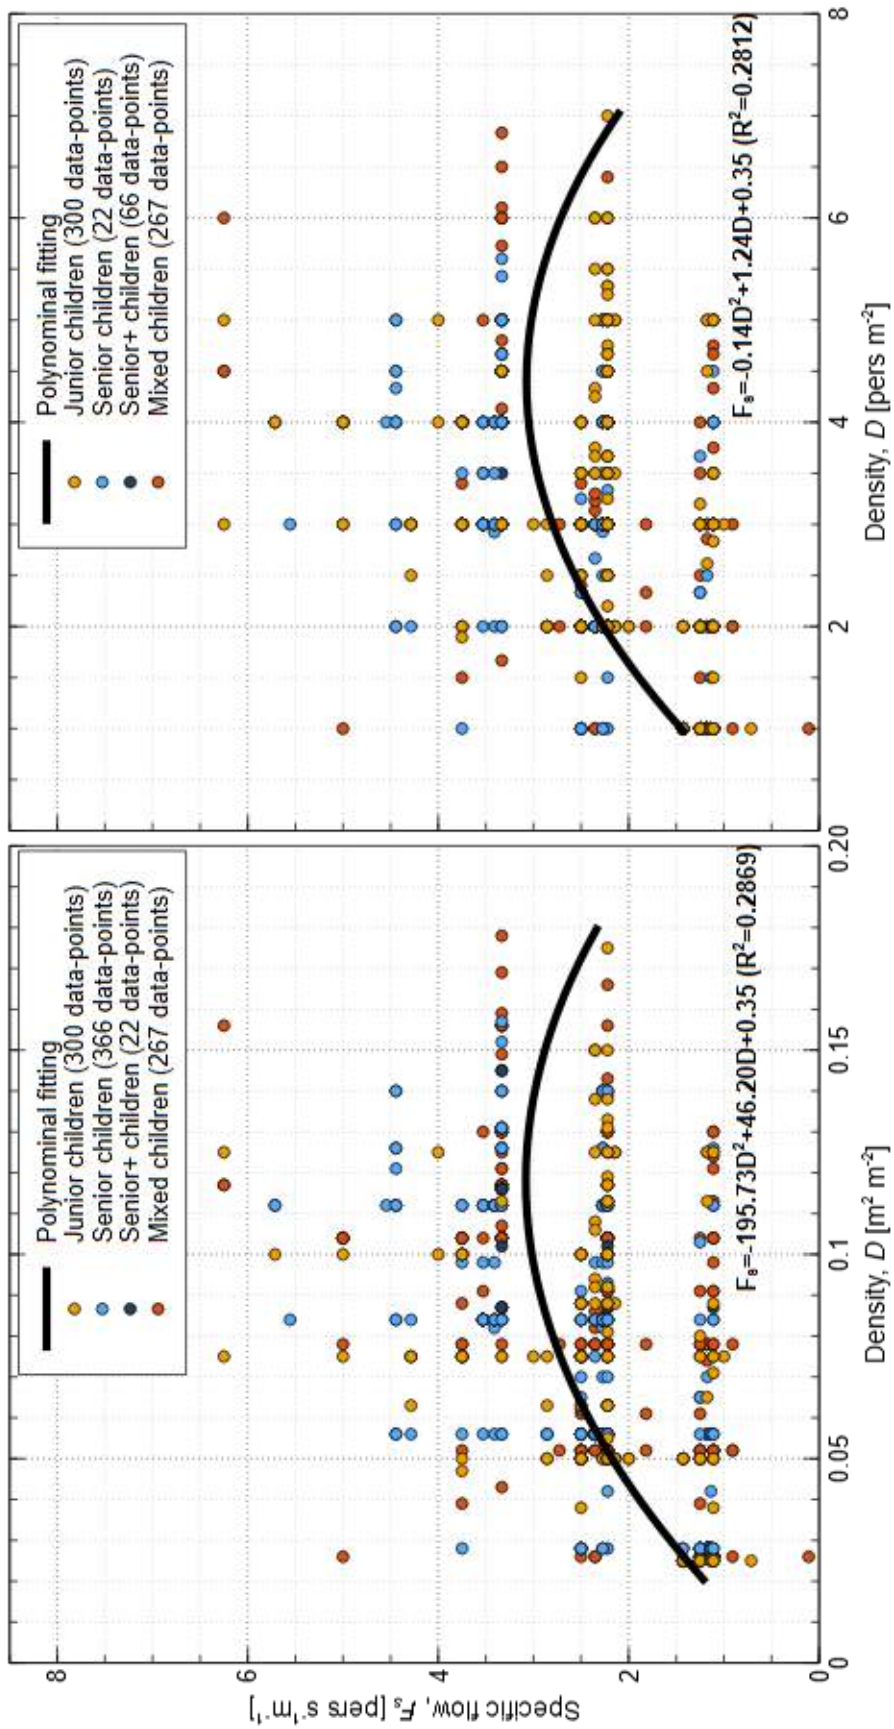 Specific flow, Fₛ [pers s⁻¹m⁻¹]
8
6
4
2
0
Polynominal fitting
Junior children (300 data-points)
Senior children (366 data-points)
Senior+ children (22 data-points)
Mixed children (267 data-points)
Fₛ=-195.73D²+46.20D+0.35 (R²=0.2869)
0
0.05
0.1
0.15
0.20
Density, D [m² m⁻²]
Polynominal fitting
Junior children (300 data-points)
Senior children (22 data-points)
Senior+ children (66 data-points)
Mixed children (267 data-points)
Fₛ=-0.14D²+1.24D+0.35 (R²=0.2812)
2
4
6
8
Density, D [pers m⁻²]